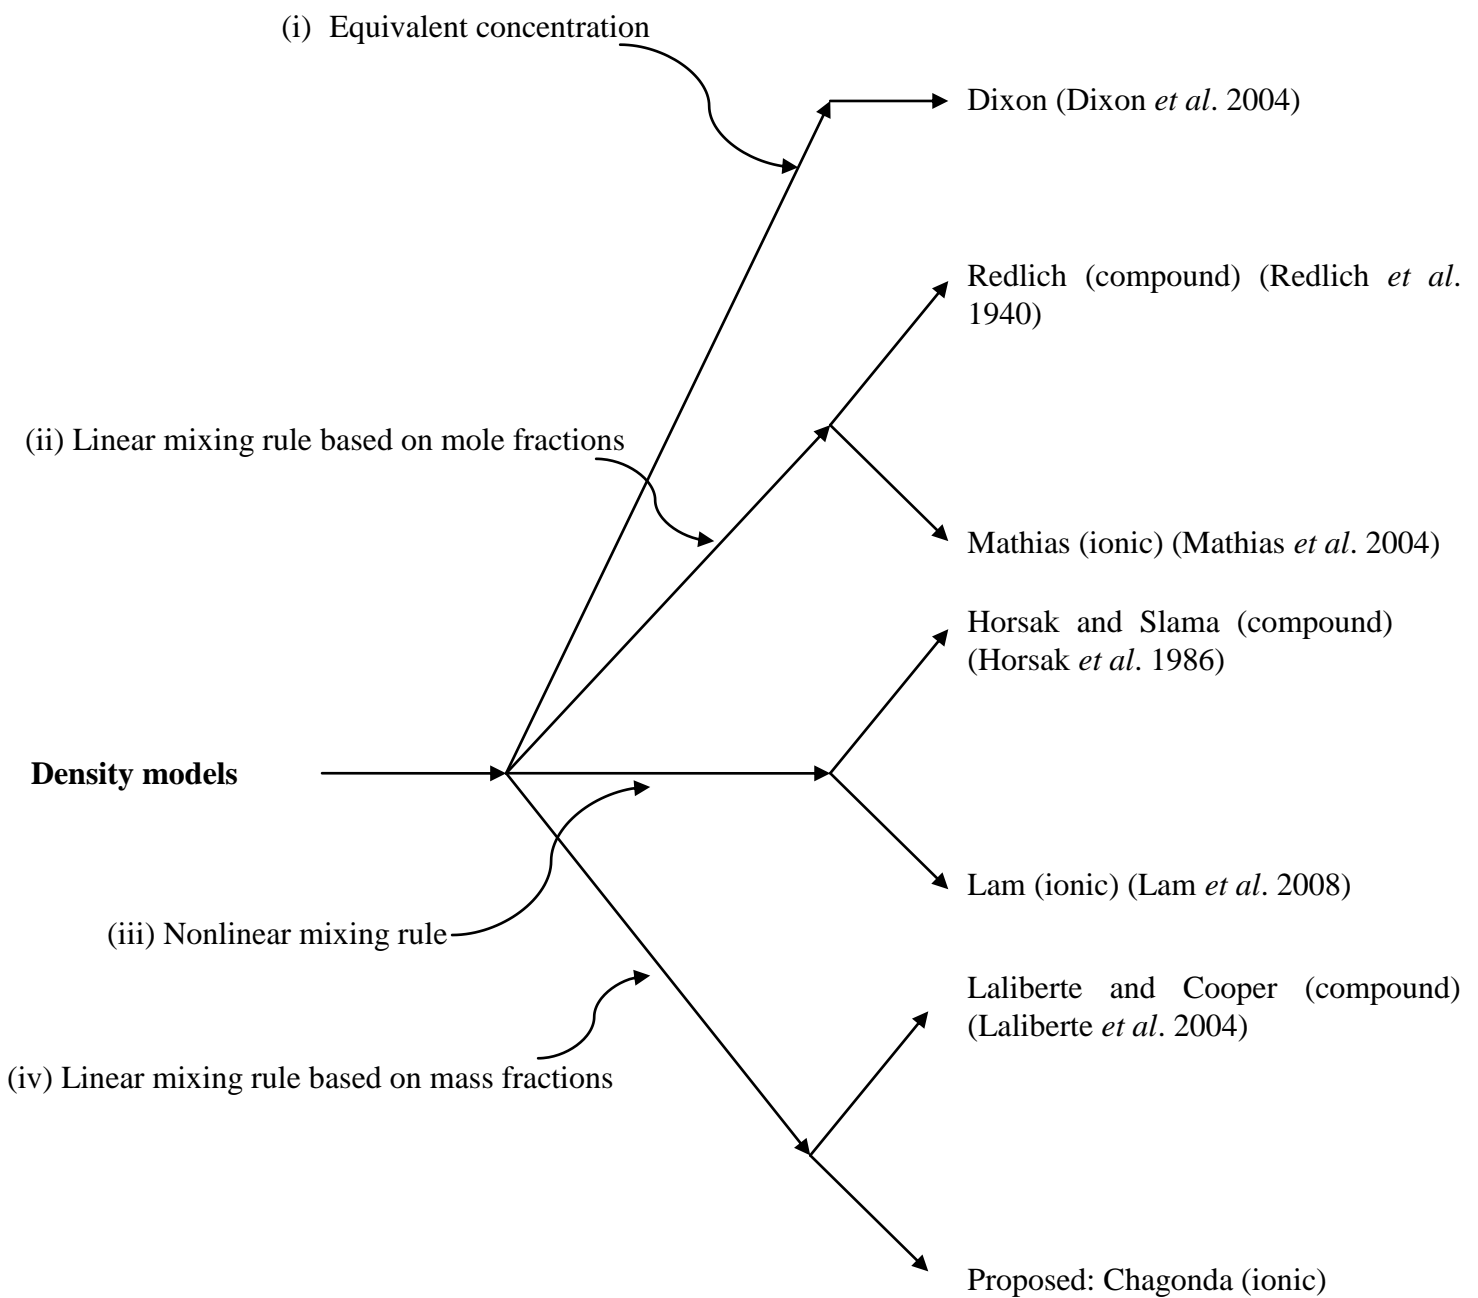 (i) Equivalent concentration
Dixon (Dixon et al. 2004)
Redlich (compound) (Redlich et al.
1940)
(ii) Linear mixing rule based on mole fractions
Mathias (ionic) (Mathias et al. 2004)
Horsak and Slama (compound)
(Horsak et al. 1986)
Density models
Lam (ionic) (Lam et al. 2008)
(iii) Nonlinear mixing rule
Laliberte and Cooper (compound)
(Laliberte et al. 2004)
(iv) Linear mixing rule based on mass fractions
Proposed: Chagonda (ionic)